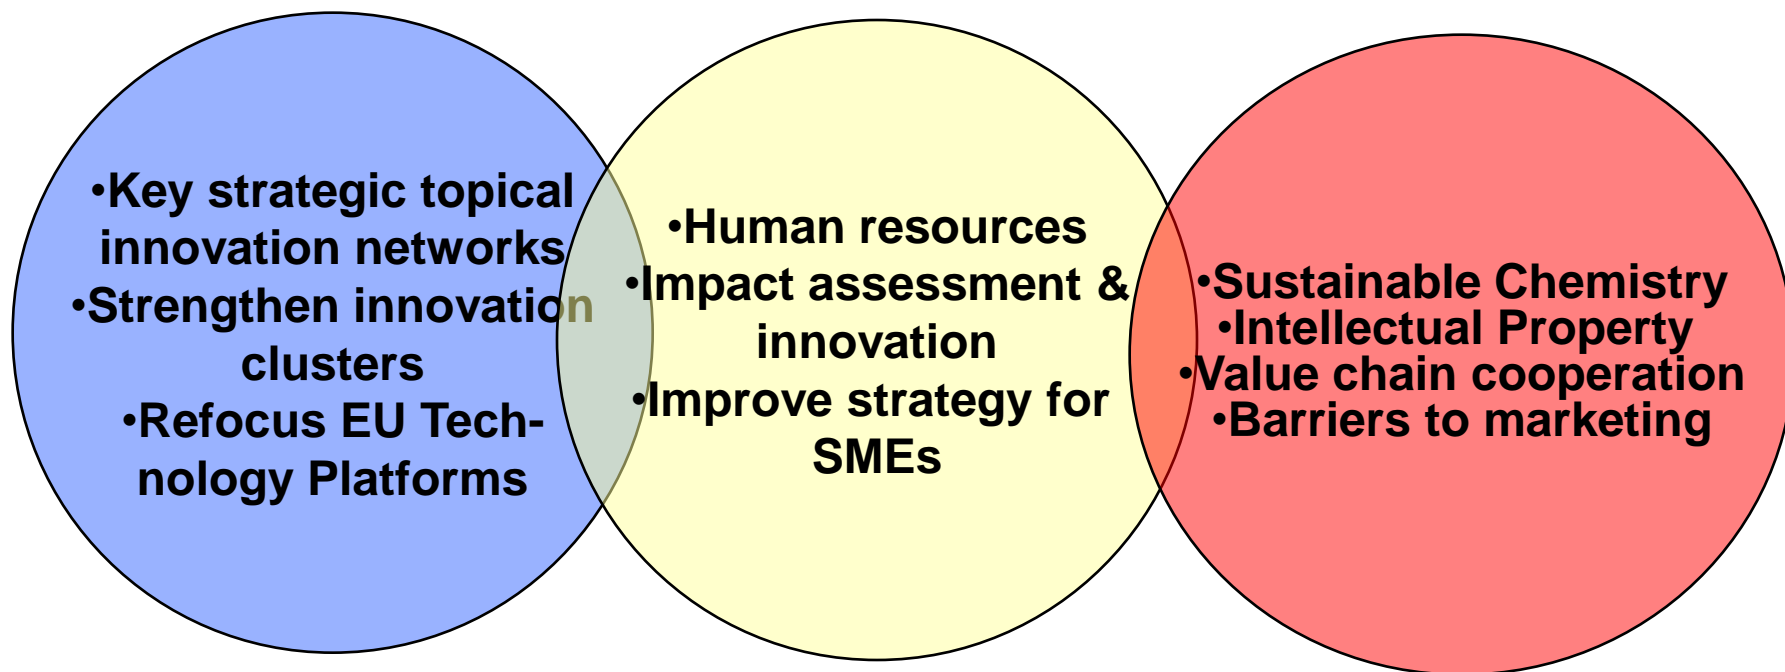 •Key strategic topical
innovation networks
•Strengthen innovation
clusters
•Refocus EU Tech-
nology Platforms
•Human resources
•Impact assessment &
innovation
•Improve strategy for
SMEs
•Sustainable Chemistry
•Intellectual Property
•Value chain cooperation
•Barriers to marketing